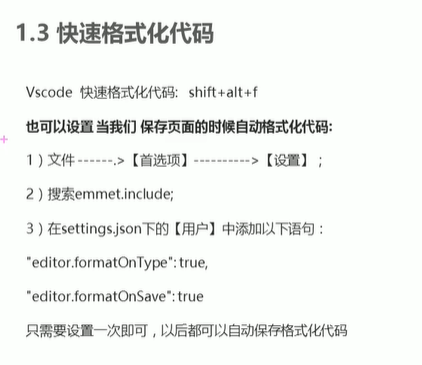 1.3 快速格式化代码
Vscode 快速格式化代码: shift+alt+f
也可以设置 当我们 保存页面的时候自动格式化代码:
1）文件 ------.>【首选项】---------->【设置】；
2）搜索emmet.include;
3）在settings.json下的【用户】中添加以下语句：
"editor.formatOnType": true,
"editor.formatOnSave": true
只需要设置一次即可，以后都可以自动保存格式化代码